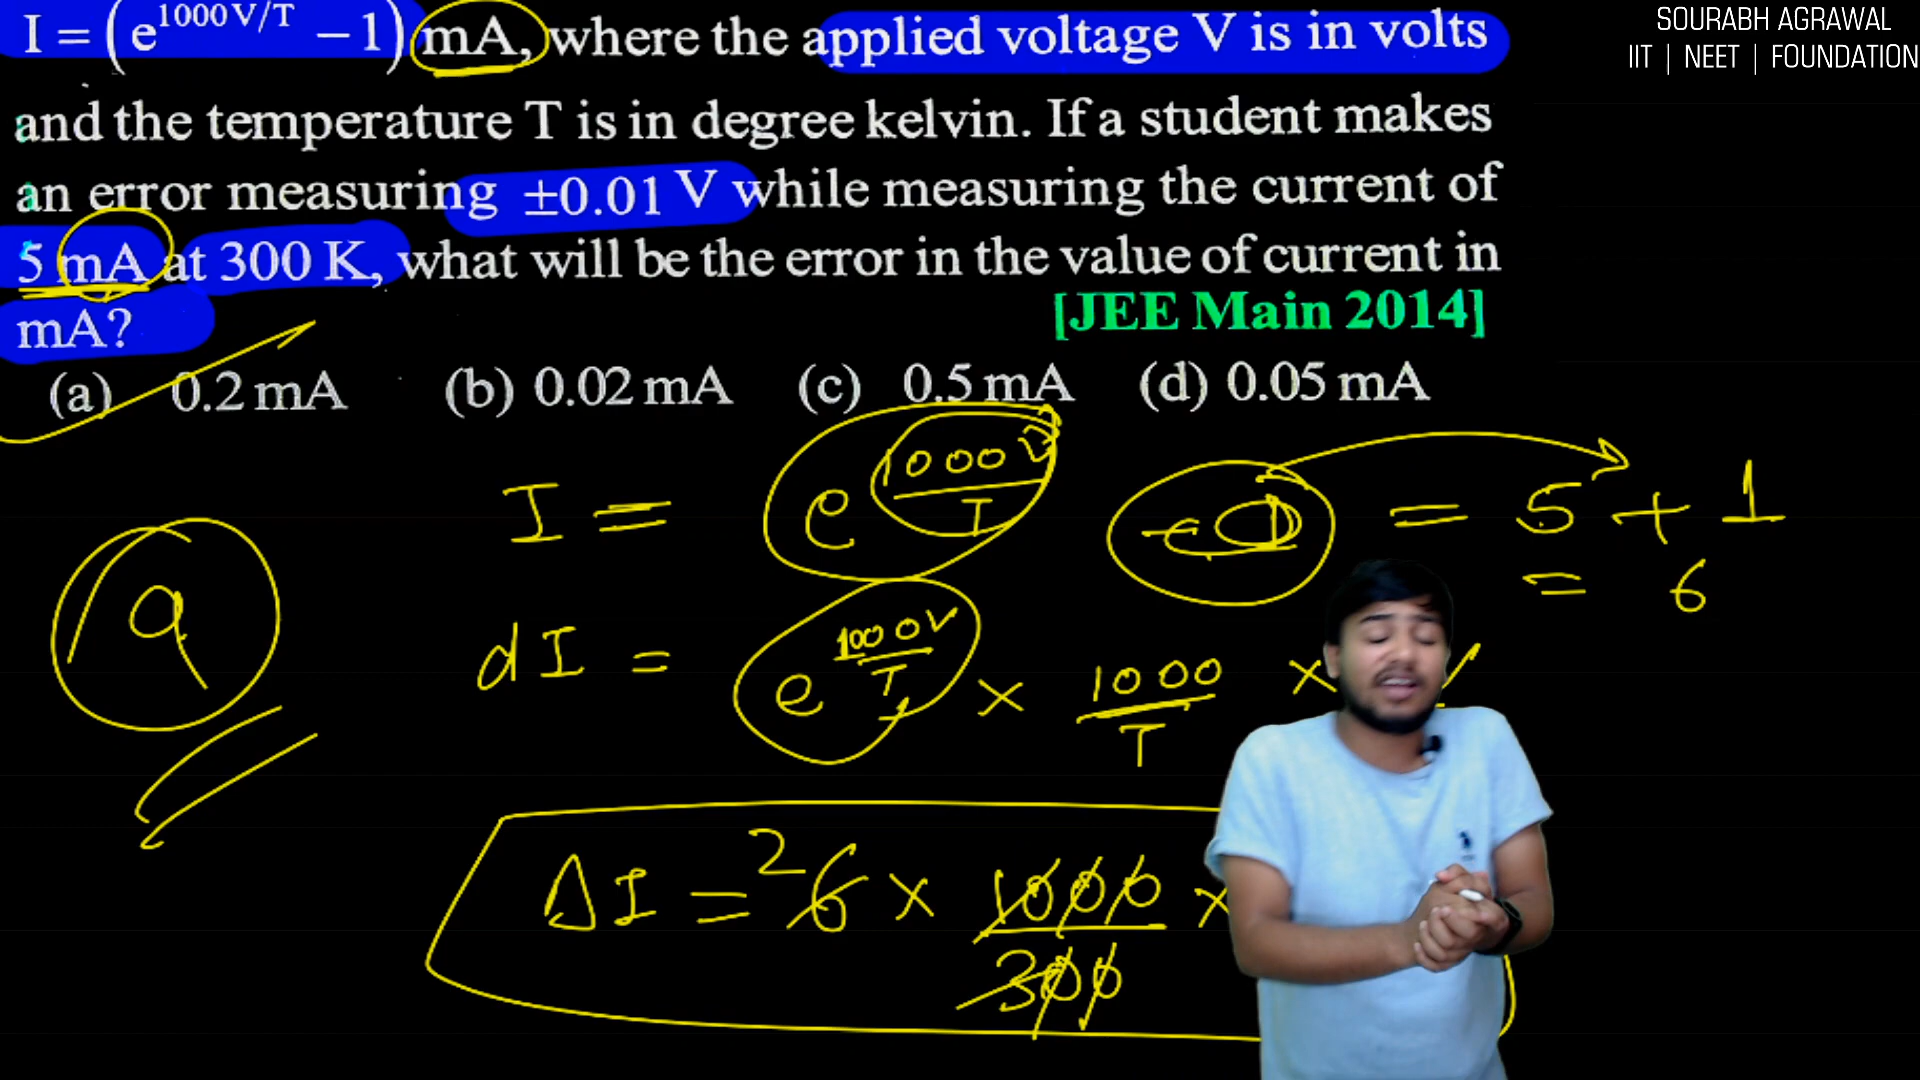 I = (e^1000 V/T − 1) mA, where the applied voltage V is in volts
SOURABH AGRAWAL
IIT | NEET | FOUNDATION
and the temperature T is in degree kelvin. If a student makes
an error measuring ±0.01 V while measuring the current of
5 mA at 300 K, what will be the error in the value of current in
mA?
[JEE Main 2014]
(a) 0.2 mA (b) 0.02 mA (c) 0.5 mA (d) 0.05 mA
I = e^1000V/T = 5 + 1
= 6
a
dI = e^1000V/T × 1000/T ×
ΔI = 2 6 × 1000/300 ×